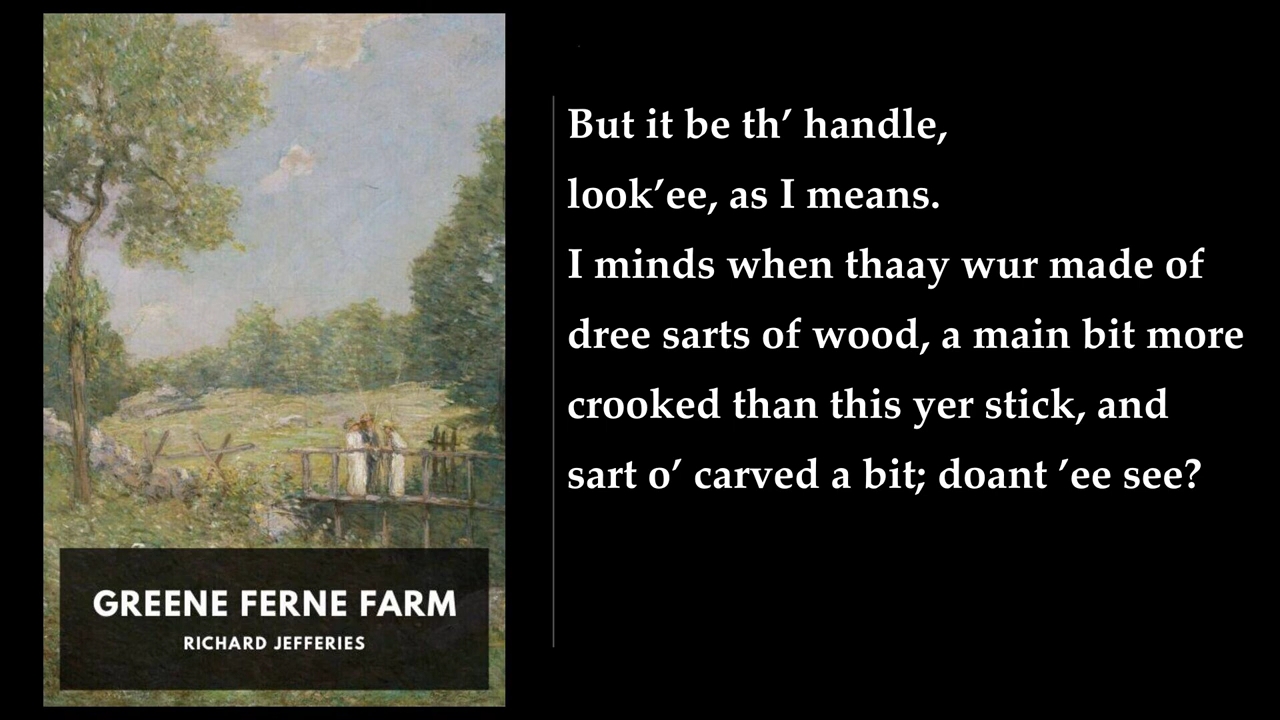 But it be th’ handle,
look’ee, as I means.
I minds when thaay wur made of
dree sarts of wood, a main bit more
crooked than this yer stick, and
sart o’ carved a bit; doant ’ee see?
GREENE FERNE FARM
RICHARD JEFFERIES